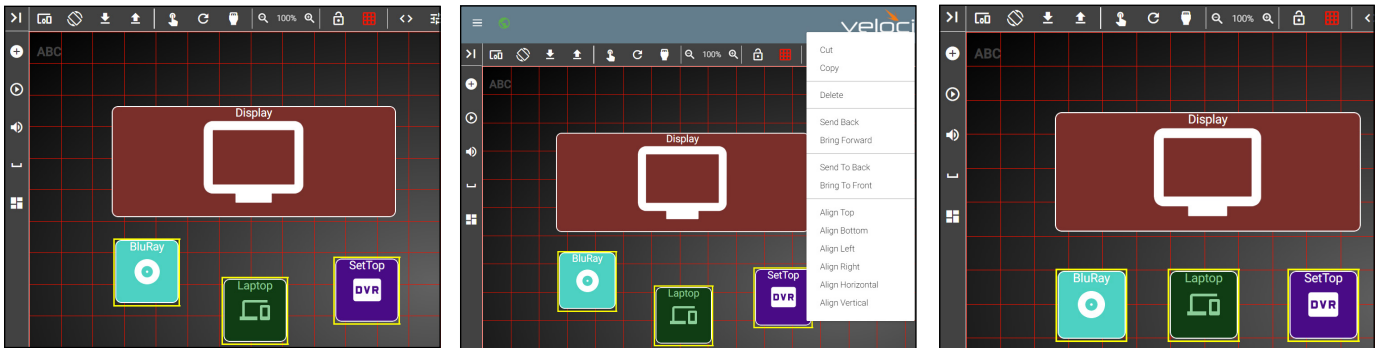 100%
ABC
Display
BluRay
SetTop
Laptop
DVR
veloci
100%
ABC
Cut
Copy
Delete
Send Back
Bring Forward
Send To Back
Bring To Front
Align Top
Align Bottom
Align Left
Align Right
Align Horizontal
Align Vertical
Display
BluRay
SetTop
Laptop
DVR
100%
ABC
Display
BluRay
Laptop
SetTop
DVR